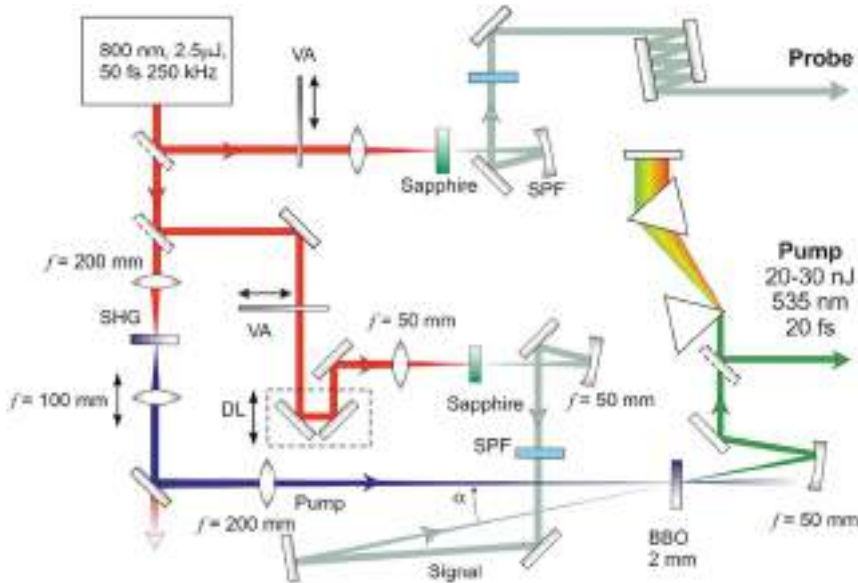 800 nm, 2.5μJ,
50 fs 250 kHz
VA
Probe
Sapphire
SPF
f = 200 mm
Pump
20-30 nJ
535 nm
20 fs
SHG
VA
f = 50 mm
f = 100 mm
DL
Sapphire
f = 50 mm
SPF
Pump
α
f = 200 mm
Signal
BBO
2 mm
f = 50 mm